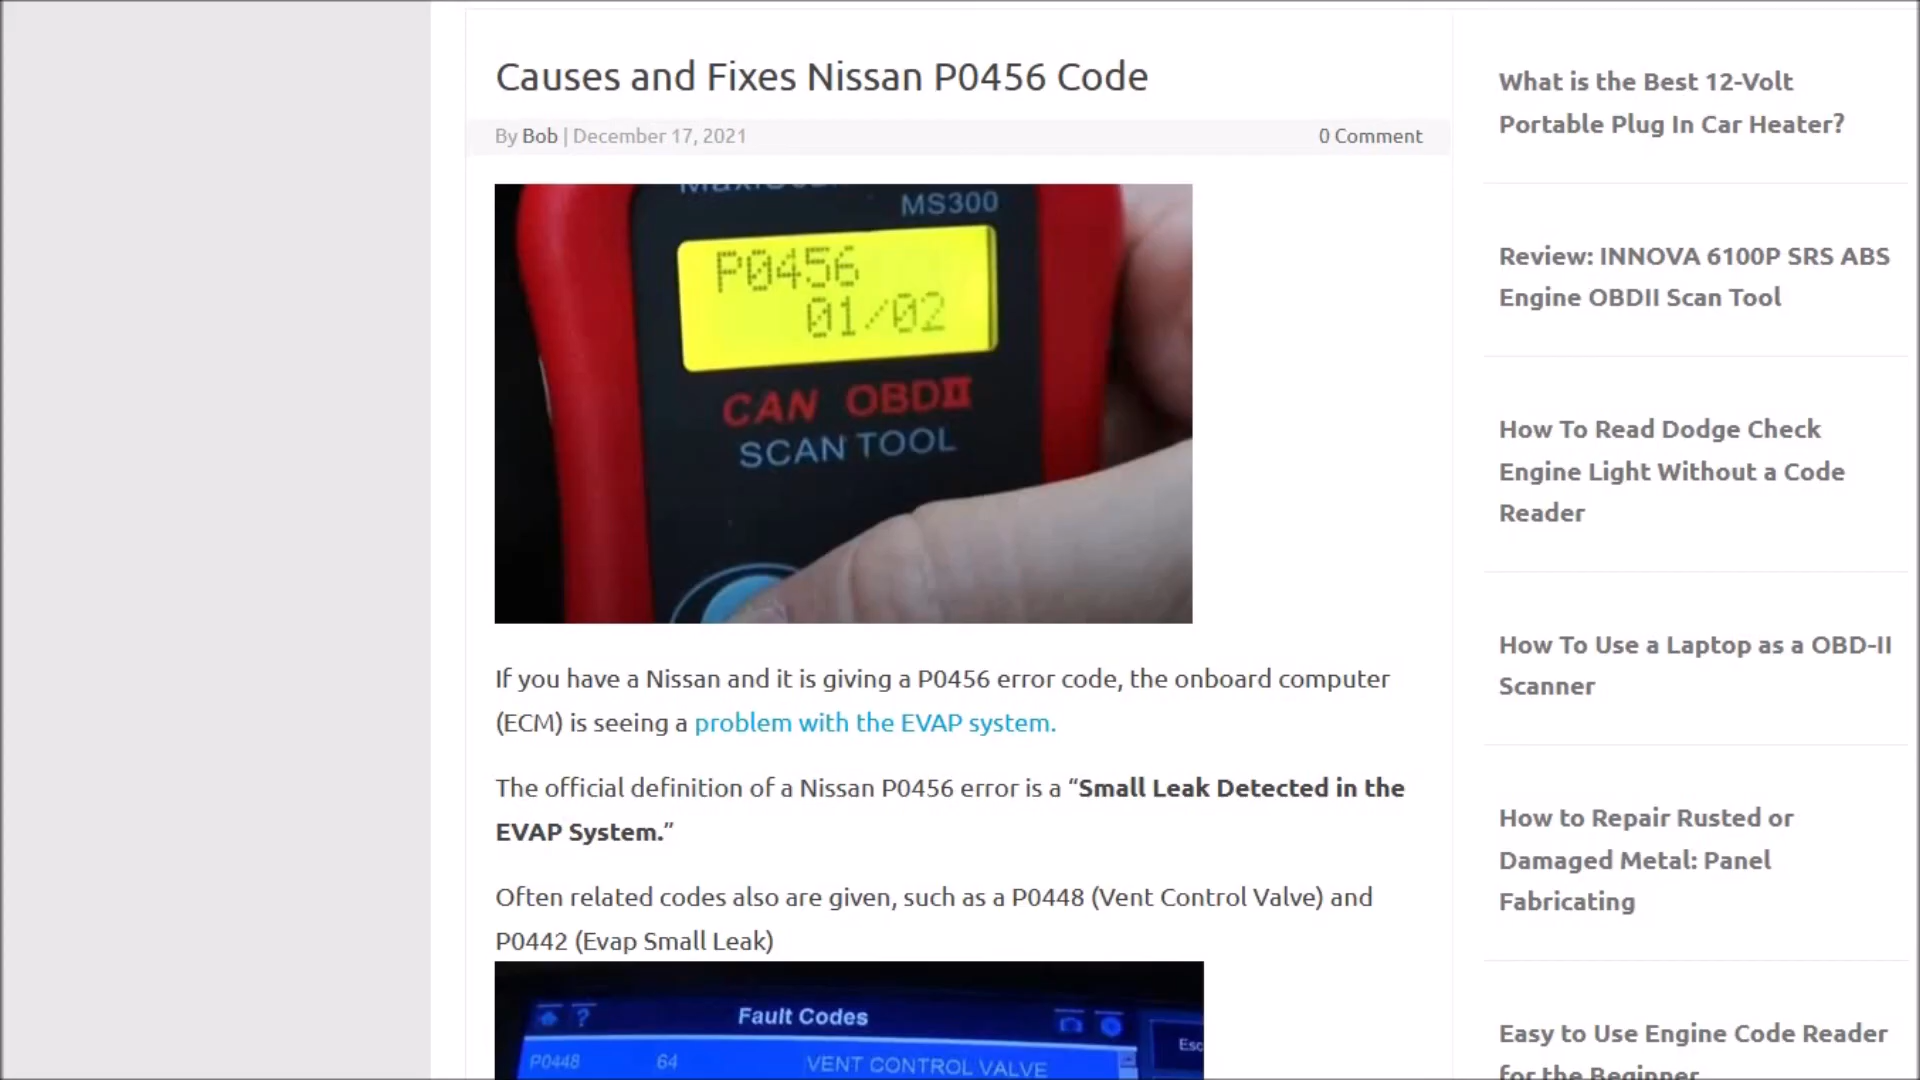 Causes and Fixes Nissan P0456 Code
By Bob | December 17, 2021
0 Comment
MS300
P0456
01/02
CAN OBDII
SCAN TOOL
If you have a Nissan and it is giving a P0456 error code, the onboard computer
(ECM) is seeing a problem with the EVAP system.
The official definition of a Nissan P0456 error is a “Small Leak Detected in the
EVAP System.”
Often related codes also are given, such as a P0448 (Vent Control Valve) and
P0442 (Evap Small Leak)
? Fault Codes
Esc
P0448 64 VENT CONTROL VALVE
What is the Best 12-Volt
Portable Plug In Car Heater?
Review: INNOVA 6100P SRS ABS
Engine OBDII Scan Tool
How To Read Dodge Check
Engine Light Without a Code
Reader
How To Use a Laptop as a OBD-II
Scanner
How to Repair Rusted or
Damaged Metal: Panel
Fabricating
Easy to Use Engine Code Reader
for the Beginner